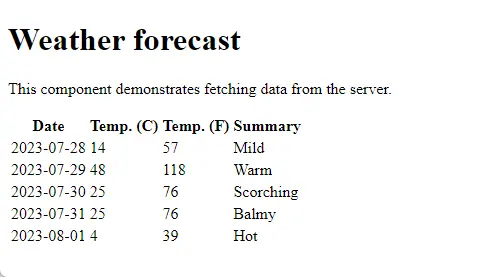 Weather forecast
This component demonstrates fetching data from the server.
Date Temp. (C) Temp. (F) Summary
2023-07-28 14 57 Mild
2023-07-29 48 118 Warm
2023-07-30 25 76 Scorching
2023-07-31 25 76 Balmy
2023-08-01 4 39 Hot